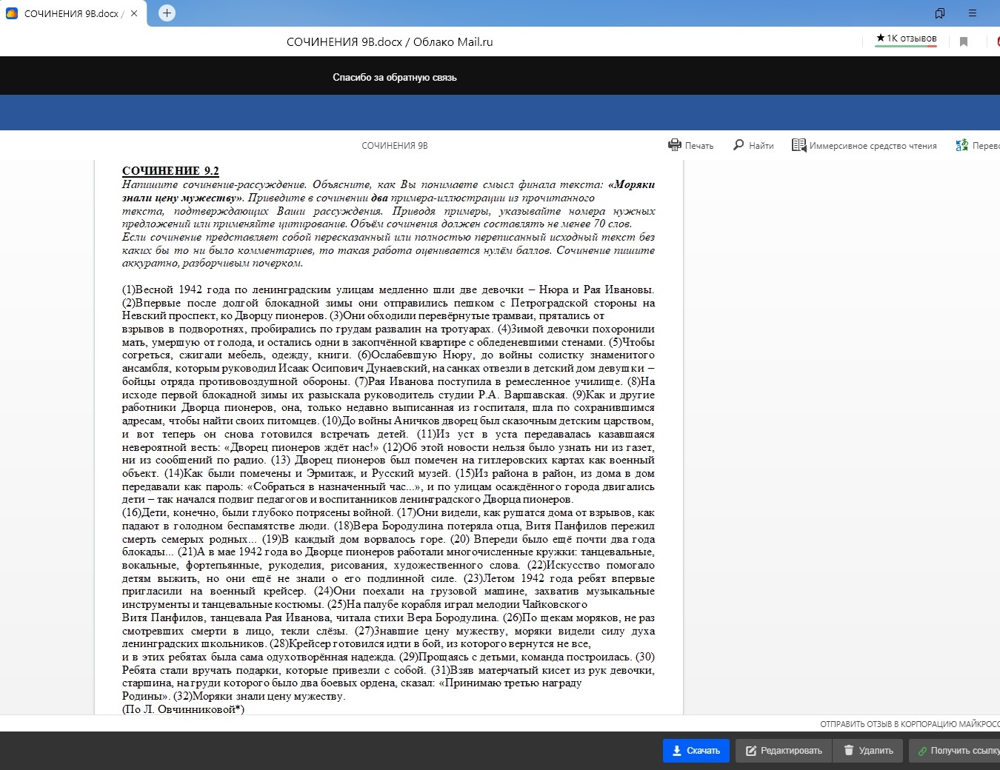 СОЧИНЕНИЯ 9В.docx /
СОЧИНЕНИЯ 9В.docx / Облако Mail.ru
★ 1К отзывов
Спасибо за обратную связь
СОЧИНЕНИЯ 9В
Печать
Найти
Иммерсивное средство чтения
СОЧИНЕНИЕ 9.2
Напишите сочинение-рассуждение. Объясните, как Вы понимаете смысл финала текста: «Моряки
знали цену мужеству». Приведите в сочинении два примера-иллюстрации из прочитанного
текста, подтверждающих Ваши рассуждения. Приводя примеры, указывайте номера нужных
предложений или применяйте цитирование. Объём сочинения должен составлять не менее 70 слов.
Если сочинение представляет собой пересказанный или полностью переписанный исходный текст без
каких бы то ни было комментариев, то такая работа оценивается нулём баллов. Сочинение пишите
аккуратно, разборчивым почерком.
(1)Весной 1942 года по ленинградским улицам медленно шли две девочки – Нюра и Рая Ивановы.
(2)Впервые после долгой блокадной зимы они отправились пешком с Петроградской стороны на
Невский проспект, ко Дворцу пионеров. (3)Они обходили перевёрнутые трамваи, прятались от
взрывов в подворотнях, пробирались по грудам развалин на тротуарах. (4)Зимой девочки похоронили
мать, умершую от голода, и остались одни в закопчённой квартире с обледеневшими стенами. (5)Чтобы
согреться, сжигали мебель, одежду, книги. (6)Ослабевшую Нюру, до войны солистку знаменитого
ансамбля, которым руководил Исаак Осипович Дунаевский, на санках отвезли в детский дом девушки –
бойцы отряда противовоздушной обороны. (7)Рая Иванова поступила в ремесленное училище. (8)На
исходе первой блокадной зимы их разыскала руководитель студии Р.А. Варшавская. (9)Как и другие
работники Дворца пионеров, она, только недавно выписанная из госпиталя, шла по сохранившимся
адресам, чтобы найти своих питомцев. (10)До войны Аничков дворец был сказочным детским царством,
и вот теперь он снова готовился встречать детей. (11)Из уст в уста передавалась казавшаяся
невероятной весть: «Дворец пионеров ждёт нас!» (12)Об этой новости нельзя было узнать ни из газет,
ни из сообщений по радио. (13) Дворец пионеров был помечен на гитлеровских картах как военный
объект. (14)Как были помечены и Эрмитаж, и Русский музей. (15)Из района в район, из дома в дом
передавали как пароль: «Собраться в назначенный час...», и по улицам осаждённого города двигались
дети – так начался подвиг педагогов и воспитанников ленинградского Дворца пионеров.
(16)Дети, конечно, были глубоко потрясены войной. (17)Они видели, как рушатся дома от взрывов, как
падают в голодном беспамятстве люди. (18)Вера Бородулина потеряла отца, Витя Панфилов пережил
смерть семерых родных... (19)В каждый дом ворвалось горе. (20) Впереди было ещё почти два года
блокады... (21)А в мае 1942 года во Дворце пионеров работали многочисленные кружки: танцевальные,
вокальные, фортепьянные, рукоделия, рисования, художественного слова. (22)Искусство помогало
детям выжить, но они ещё не знали о его подлинной силе. (23)Летом 1942 года ребят впервые
пригласили на военный крейсер. (24)Они поехали на грузовой машине, захватив музыкальные
инструменты и танцевальные костюмы. (25)На палубе корабля играл мелодии Чайковского
Витя Панфилов, танцевала Рая Иванова, читала стихи Вера Бородулина. (26)По щекам моряков, не раз
смотревших смерти в лицо, текли слёзы. (27)Знавшие цену мужеству, моряки видели силу духа
ленинградских школьников. (28)Крейсер готовился идти в бой, из которого вернутся не все,
и в этих ребятах была сама одухотворённая надежда. (29)Прощаясь с детьми, команда построилась. (30)
Ребята стали вручать подарки, которые привезли с собой. (31)Взяв матерчатый кисет из рук девочки,
старшина, на груди которого было два боевых ордена, сказал: «Принимаю третью награду
Родины». (32)Моряки знали цену мужеству.
(По Л. Овчинниковой*)
ОТПРАВИТЬ ОТЗЫВ В КОРПОРАЦИЮ
Скачать
Редактировать
Удалить
Получить ссылку